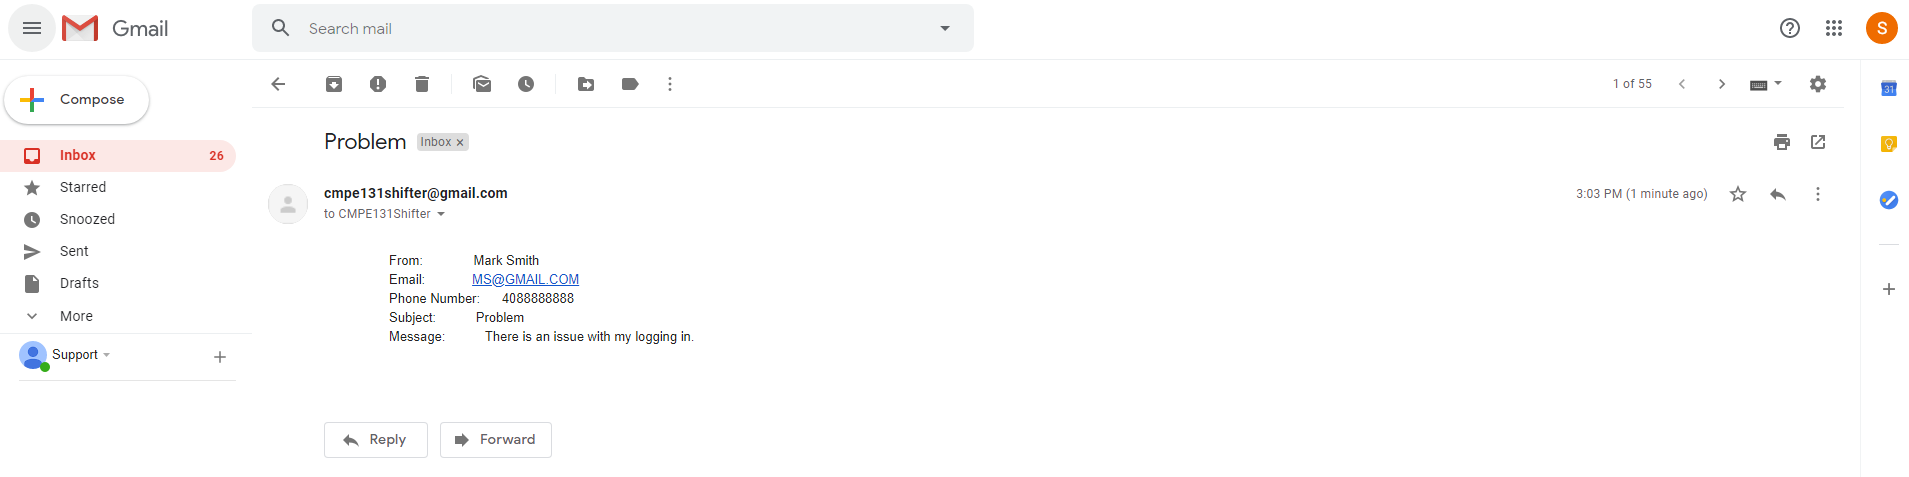 Gmail
Search mail
S
Compose
1 of 55
Problem Inbox x
Inbox 26
Starred
Snoozed
Sent
Drafts
More
Support
cmpe131shifter@gmail.com
3:03 PM (1 minute ago)
to CMPE131Shifter
From: Mark Smith
Email: MS@GMAIL.COM
Phone Number: 4088888888
Subject: Problem
Message: There is an issue with my logging in.
Reply Forward
31